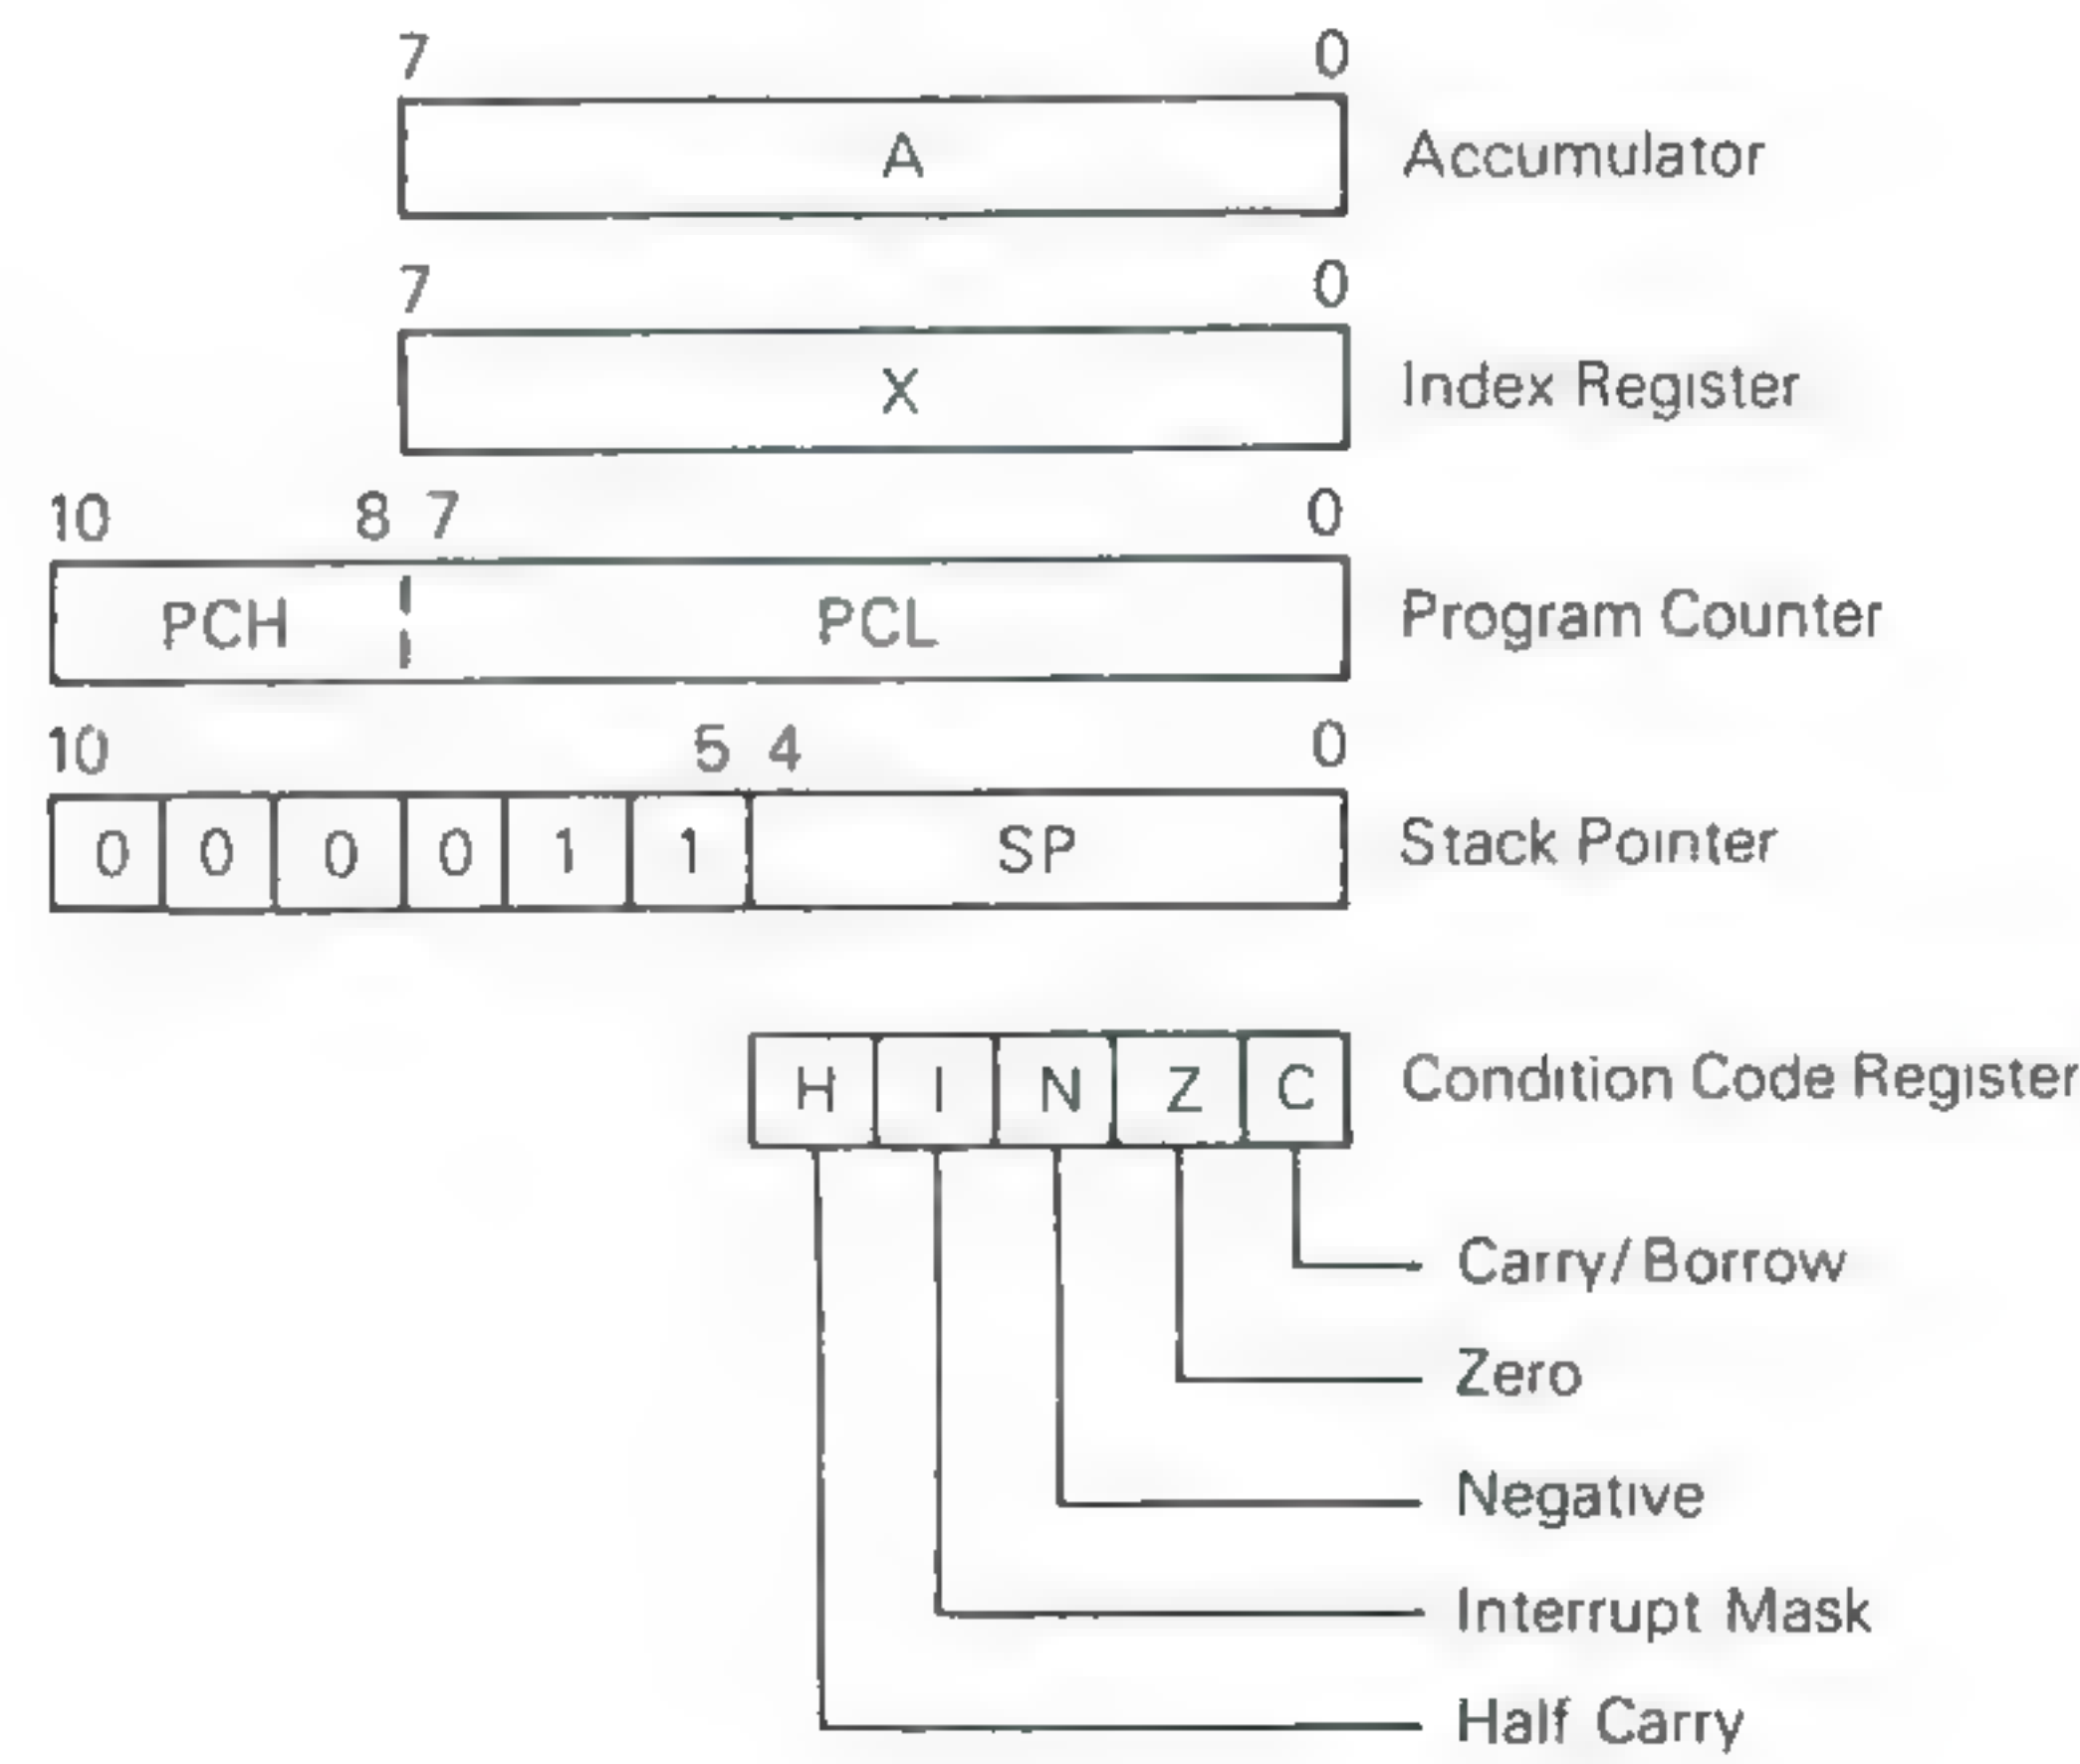 7 0
A Accumulator
7 0
X Index Register
10 8 7 0
PCH PCL Program Counter
10 5 4 0
0 0 0 0 1 1 SP Stack Pointer
H I N Z C Condition Code Register
Carry/Borrow
Zero
Negative
Interrupt Mask
Half Carry